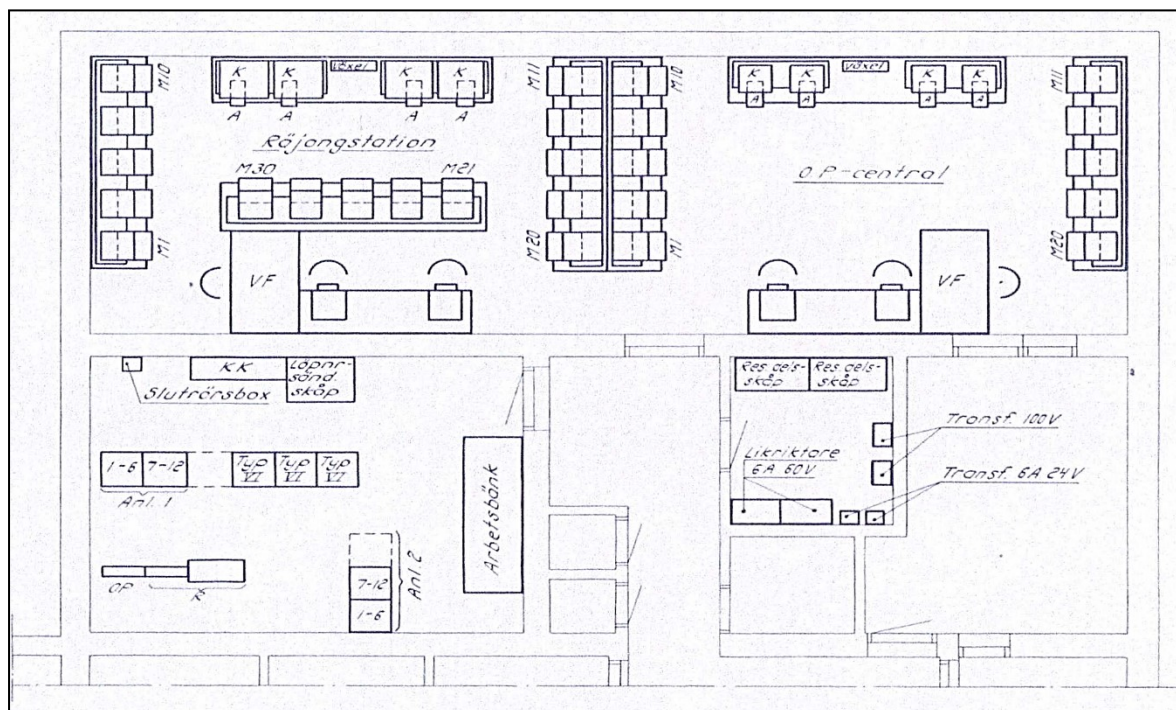 M10
K
K
Växel
K
K
A
A
A
A
M11
M10
K
K
Växel
K
K
A
A
A
A
M11
Röjongstation
O P-central
M30
M21
M1
M20
M1
M20
VF
VF
KK
Löpnr
sänd.
skåp
Slutrörsbox
Res.aels-
skåp
Res.aels-
skåp
Transf. 100V
1-6
7-12
Typ
VI
Typ
VI
Typ
VI
Anl. 1
Likriktare
6A 60V
Transf. 6A 24V
Arbetsbänk
OP
Anl. 2
7-12
1-6